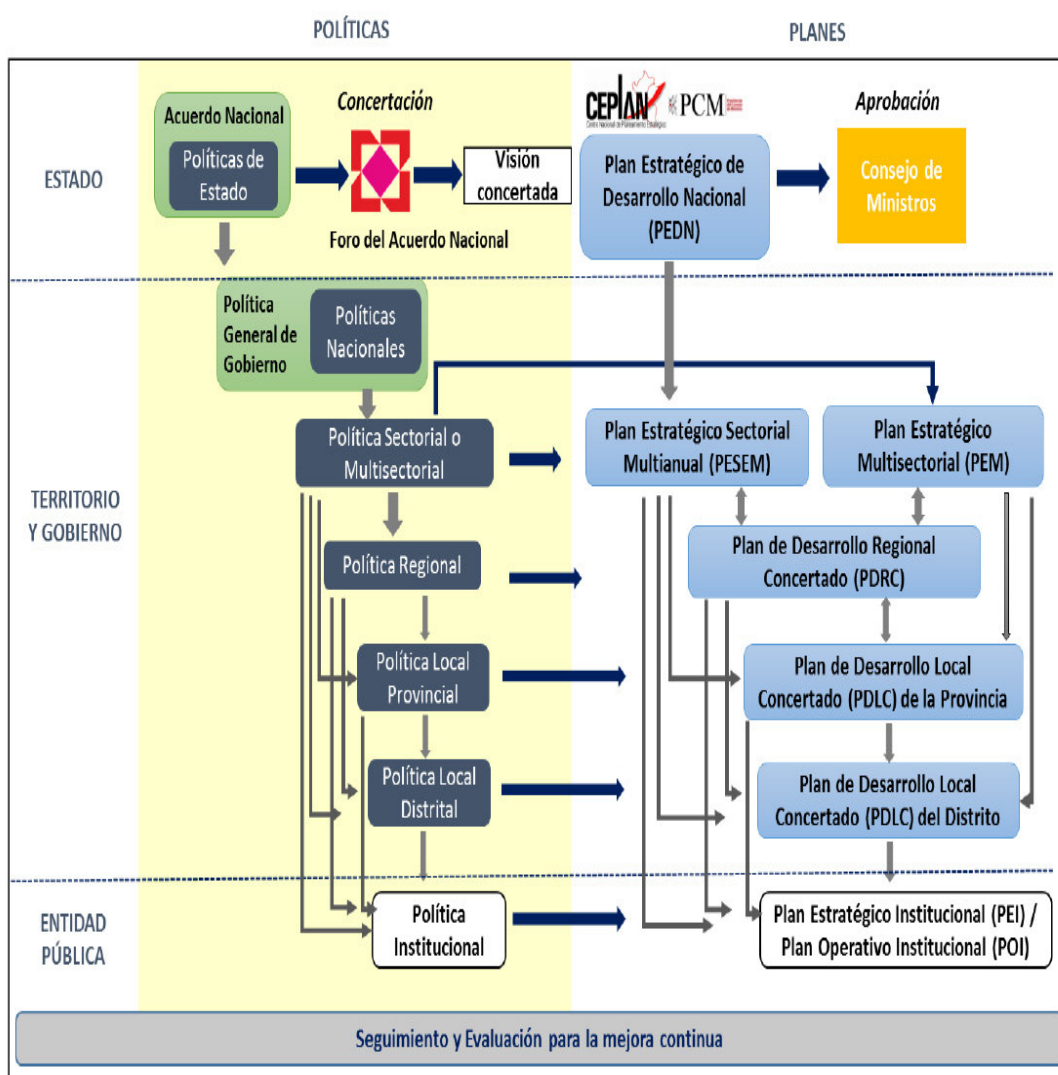 POLÍTICAS
PLANES
ESTADO
Acuerdo Nacional
Políticas de
Estado
Concertación
Foro del Acuerdo Nacional
Visión
concertada
CEPLAN
Centro Nacional de Planeamiento Estratégico
PCM
Plan Estratégico de
Desarrollo Nacional
(PEDN)
Aprobación
Consejo de
Ministros
TERRITORIO
Y GOBIERNO
Política
General de
Gobierno
Políticas
Nacionales
Política Sectorial o
Multisectorial
Plan Estratégico Sectorial
Multianual (PESEM)
Plan Estratégico
Multisectorial (PEM)
Política Regional
Plan de Desarrollo Regional
Concertado (PDRC)
Política Local
Provincial
Plan de Desarrollo Local
Concertado (PDLC) de la Provincia
Política Local
Distrital
Plan de Desarrollo Local
Concertado (PDLC) del Distrito
ENTIDAD
PÚBLICA
Política
Institucional
Plan Estratégico Institucional (PEI) /
Plan Operativo Institucional (POI)
Seguimiento y Evaluación para la mejora continua